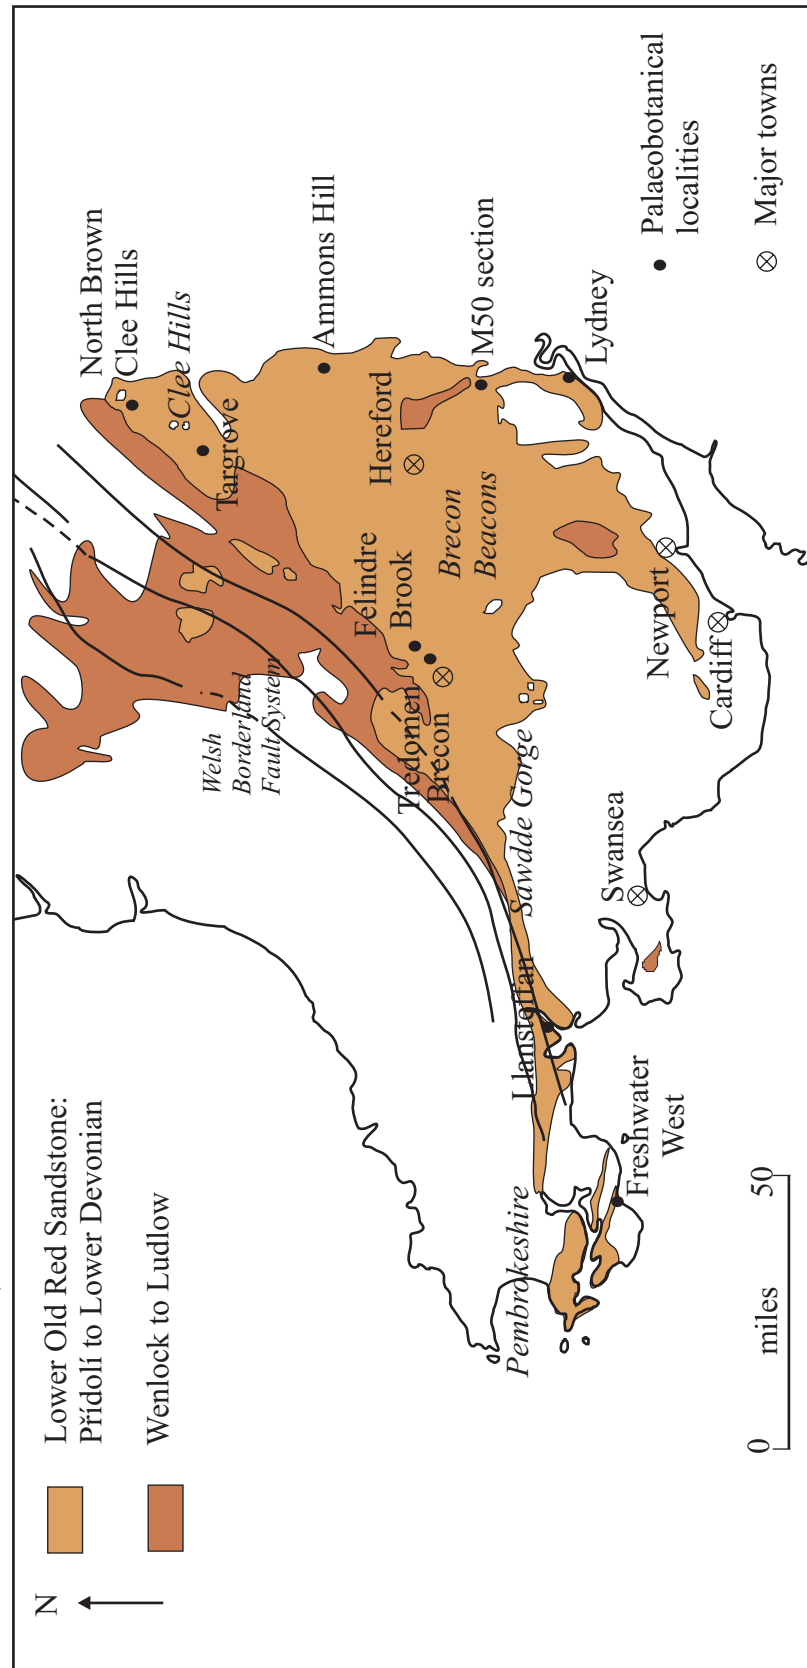 N
Lower Old Red Sandstone:
Přídolí to Lower Devonian
Wenlock to Ludlow
North Brown
Clee Hills
Clee Hills
Targrove
Ammons Hill
Hereford
M50 section
Lydney
Palaeobotanical
localities
Major towns
Welsh
Borderland
Fault System
Felindre
Brook
Brecon
Beacons
Tredomen
Brecon
Newport
Cardiff
Sawdde Gorge
Swansea
Llansteffan
Pembrokeshire
Freshwater
West
0
miles
50